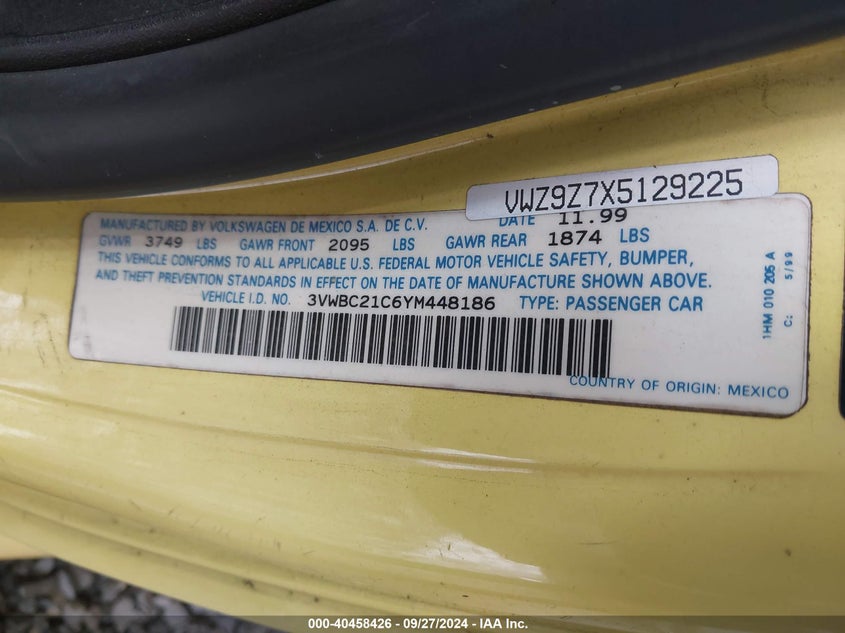 VWZ9Z7X5129225
MANUFACTURED BY VOLKSWAGEN DE MEXICO S.A. DE C.V. DATE 11.99
GVWR 3749 LBS GAWR FRONT 2095 LBS GAWR REAR 1874 LBS
THIS VEHICLE CONFORMS TO ALL APPLICABLE U.S. FEDERAL MOTOR VEHICLE SAFETY, BUMPER,
AND THEFT PREVENTION STANDARDS IN EFFECT ON THE DATE OF MANUFACTURE SHOWN ABOVE.
VEHICLE I.D. NO. 3VWBC21C6YM448186 TYPE: PASSENGER CAR
COUNTRY OF ORIGIN: MEXICO
1HM 010 205 A
C: 5/99
000-40458426 - 09/27/2024 - IAA Inc.